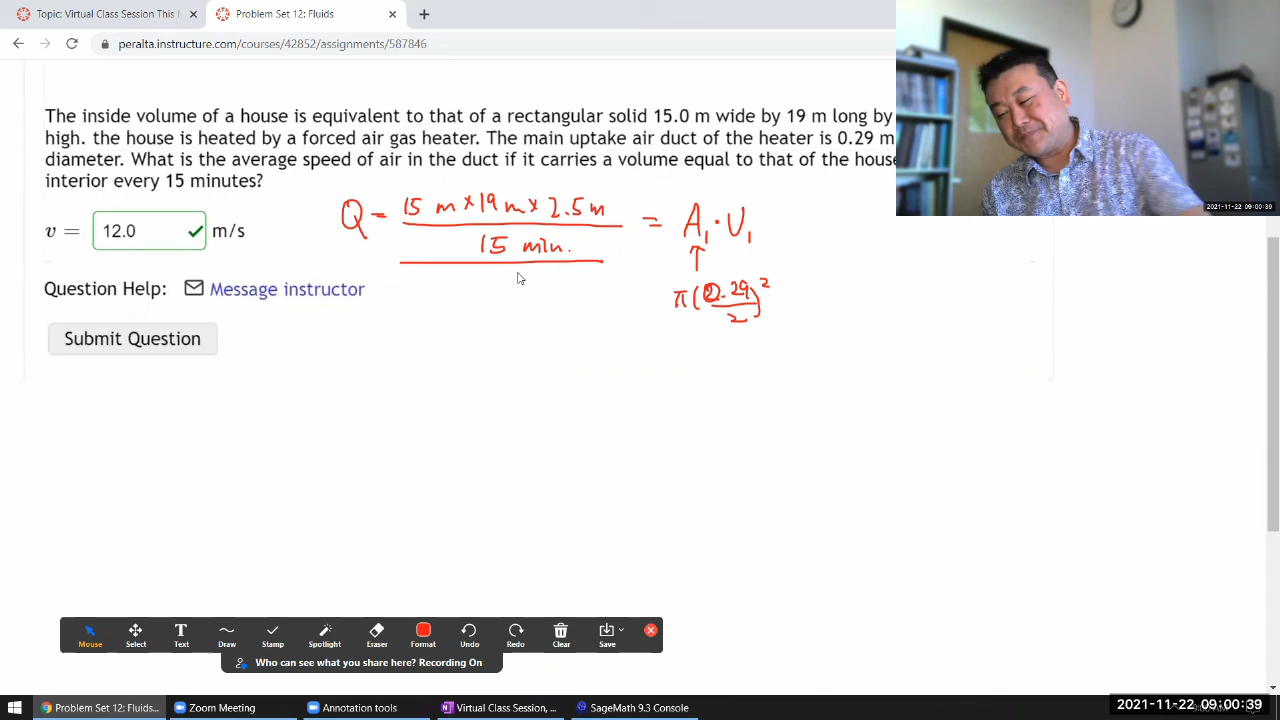 Topic: Virtual Class Session This
Problem Set 12: Fluids
peralta.instructure.com/courses/42852/assignments/587846
The inside volume of a house is equivalent to that of a rectangular solid 15.0 m wide by 19 m long by
high. the house is heated by a forced air gas heater. The main uptake air duct of the heater is 0.29 m
diameter. What is the average speed of air in the duct if it carries a volume equal to that of the house
interior every 15 minutes?
Q = 15 m × 19 m × 2.5 m / 15 min. = A₁ · v₁
v = 12.0 m/s
π(0.29/2)²
Question Help: Message instructor
Submit Question
2021-11-22 09:00:39
Mouse Select Text Draw Stamp Spotlight Eraser Format Undo Redo Clear Save
Who can see what you share here? Recording On
Problem Set 12: Fluids...
Zoom Meeting
Annotation tools
Virtual Class Session, ...
SageMath 9.3 Console
2021-11-22 09:00:39